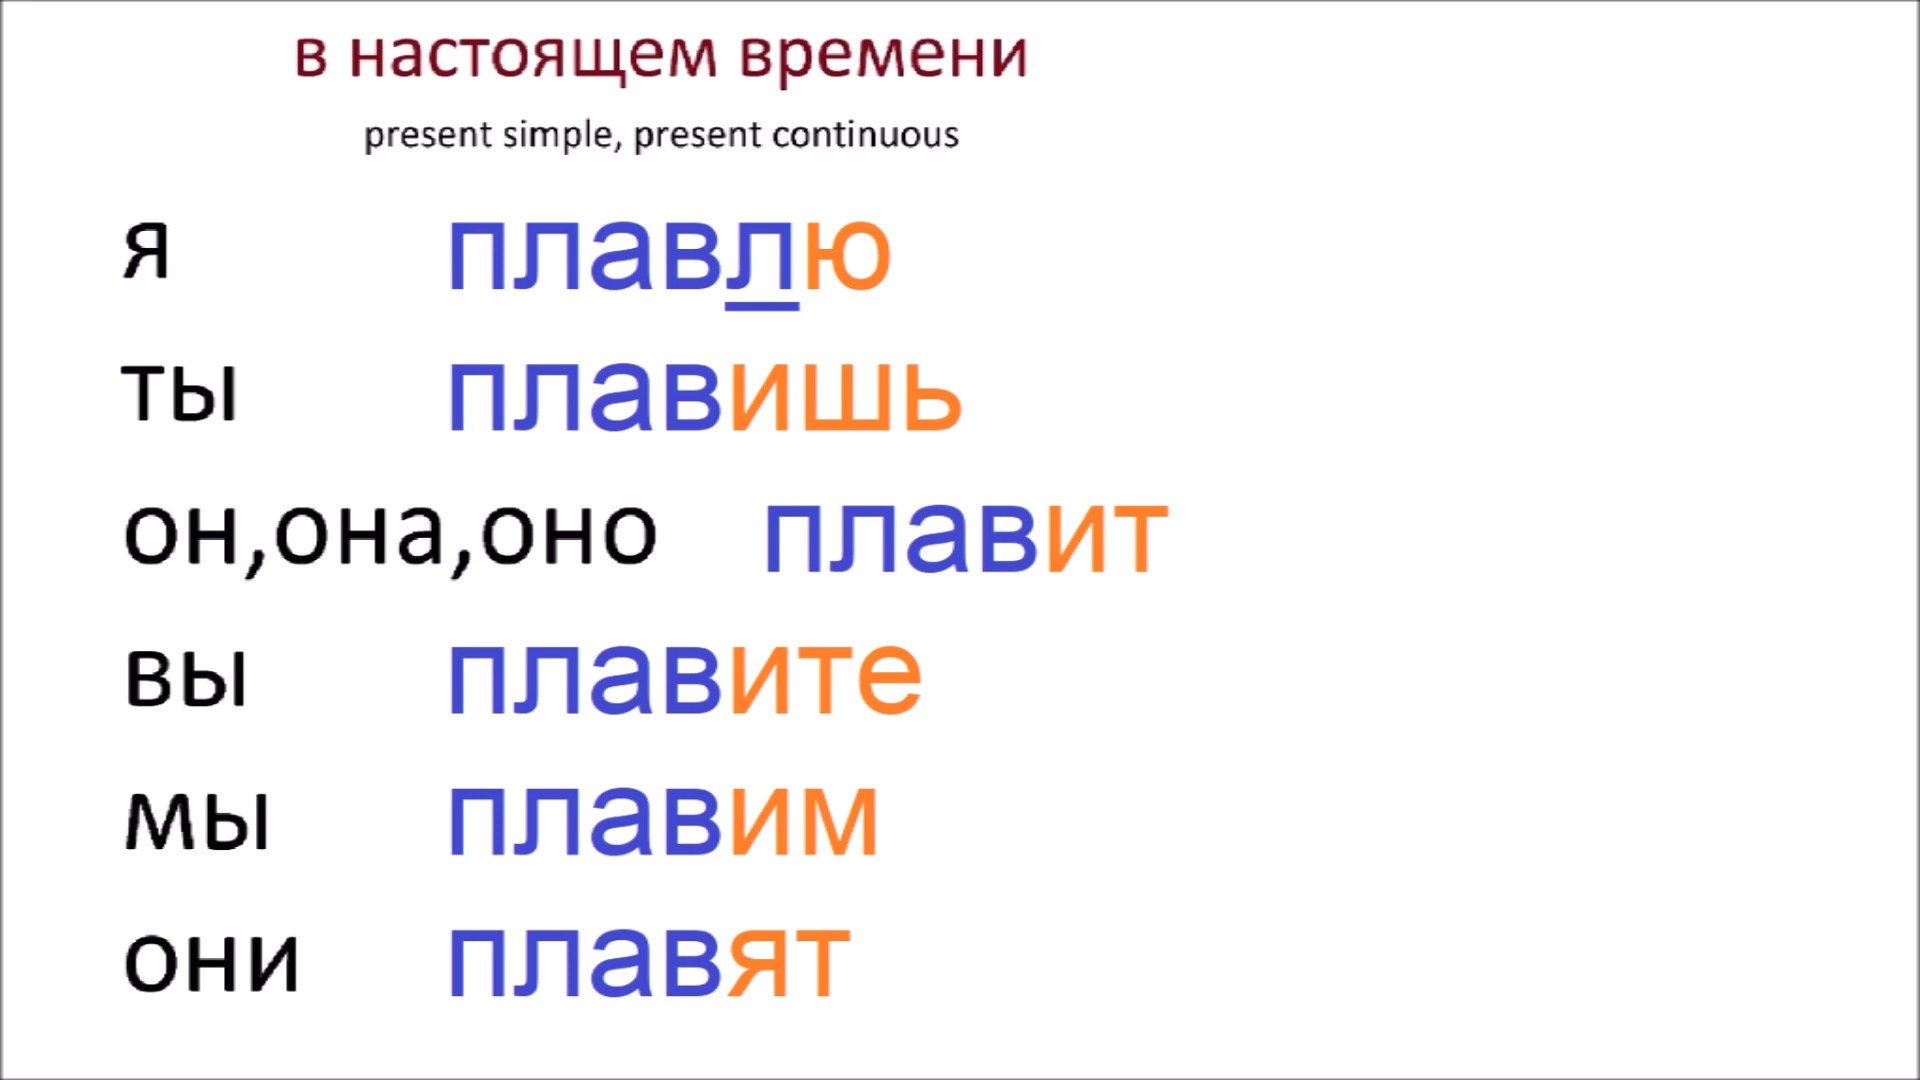 в настоящем времени
present simple, present continuous
я плавлю
ты плавишь
он,она,оно плавит
вы плавите
мы плавим
они плавят